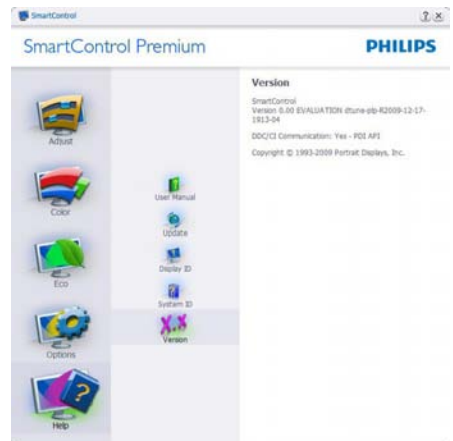 SmartControl
SmartControl Premium
PHILIPS
Adjust
Color
Eco
Options
Help
User Manual
Update
Display ID
System ID
X.X
Version
Version
SmartControl
Version 0.00 EVALUATION dtune-plp-R2009-12-17-
1913-04
DDC/CI Communication: Yes - PDI API
Copyright © 1993-2009 Portrait Displays, Inc.